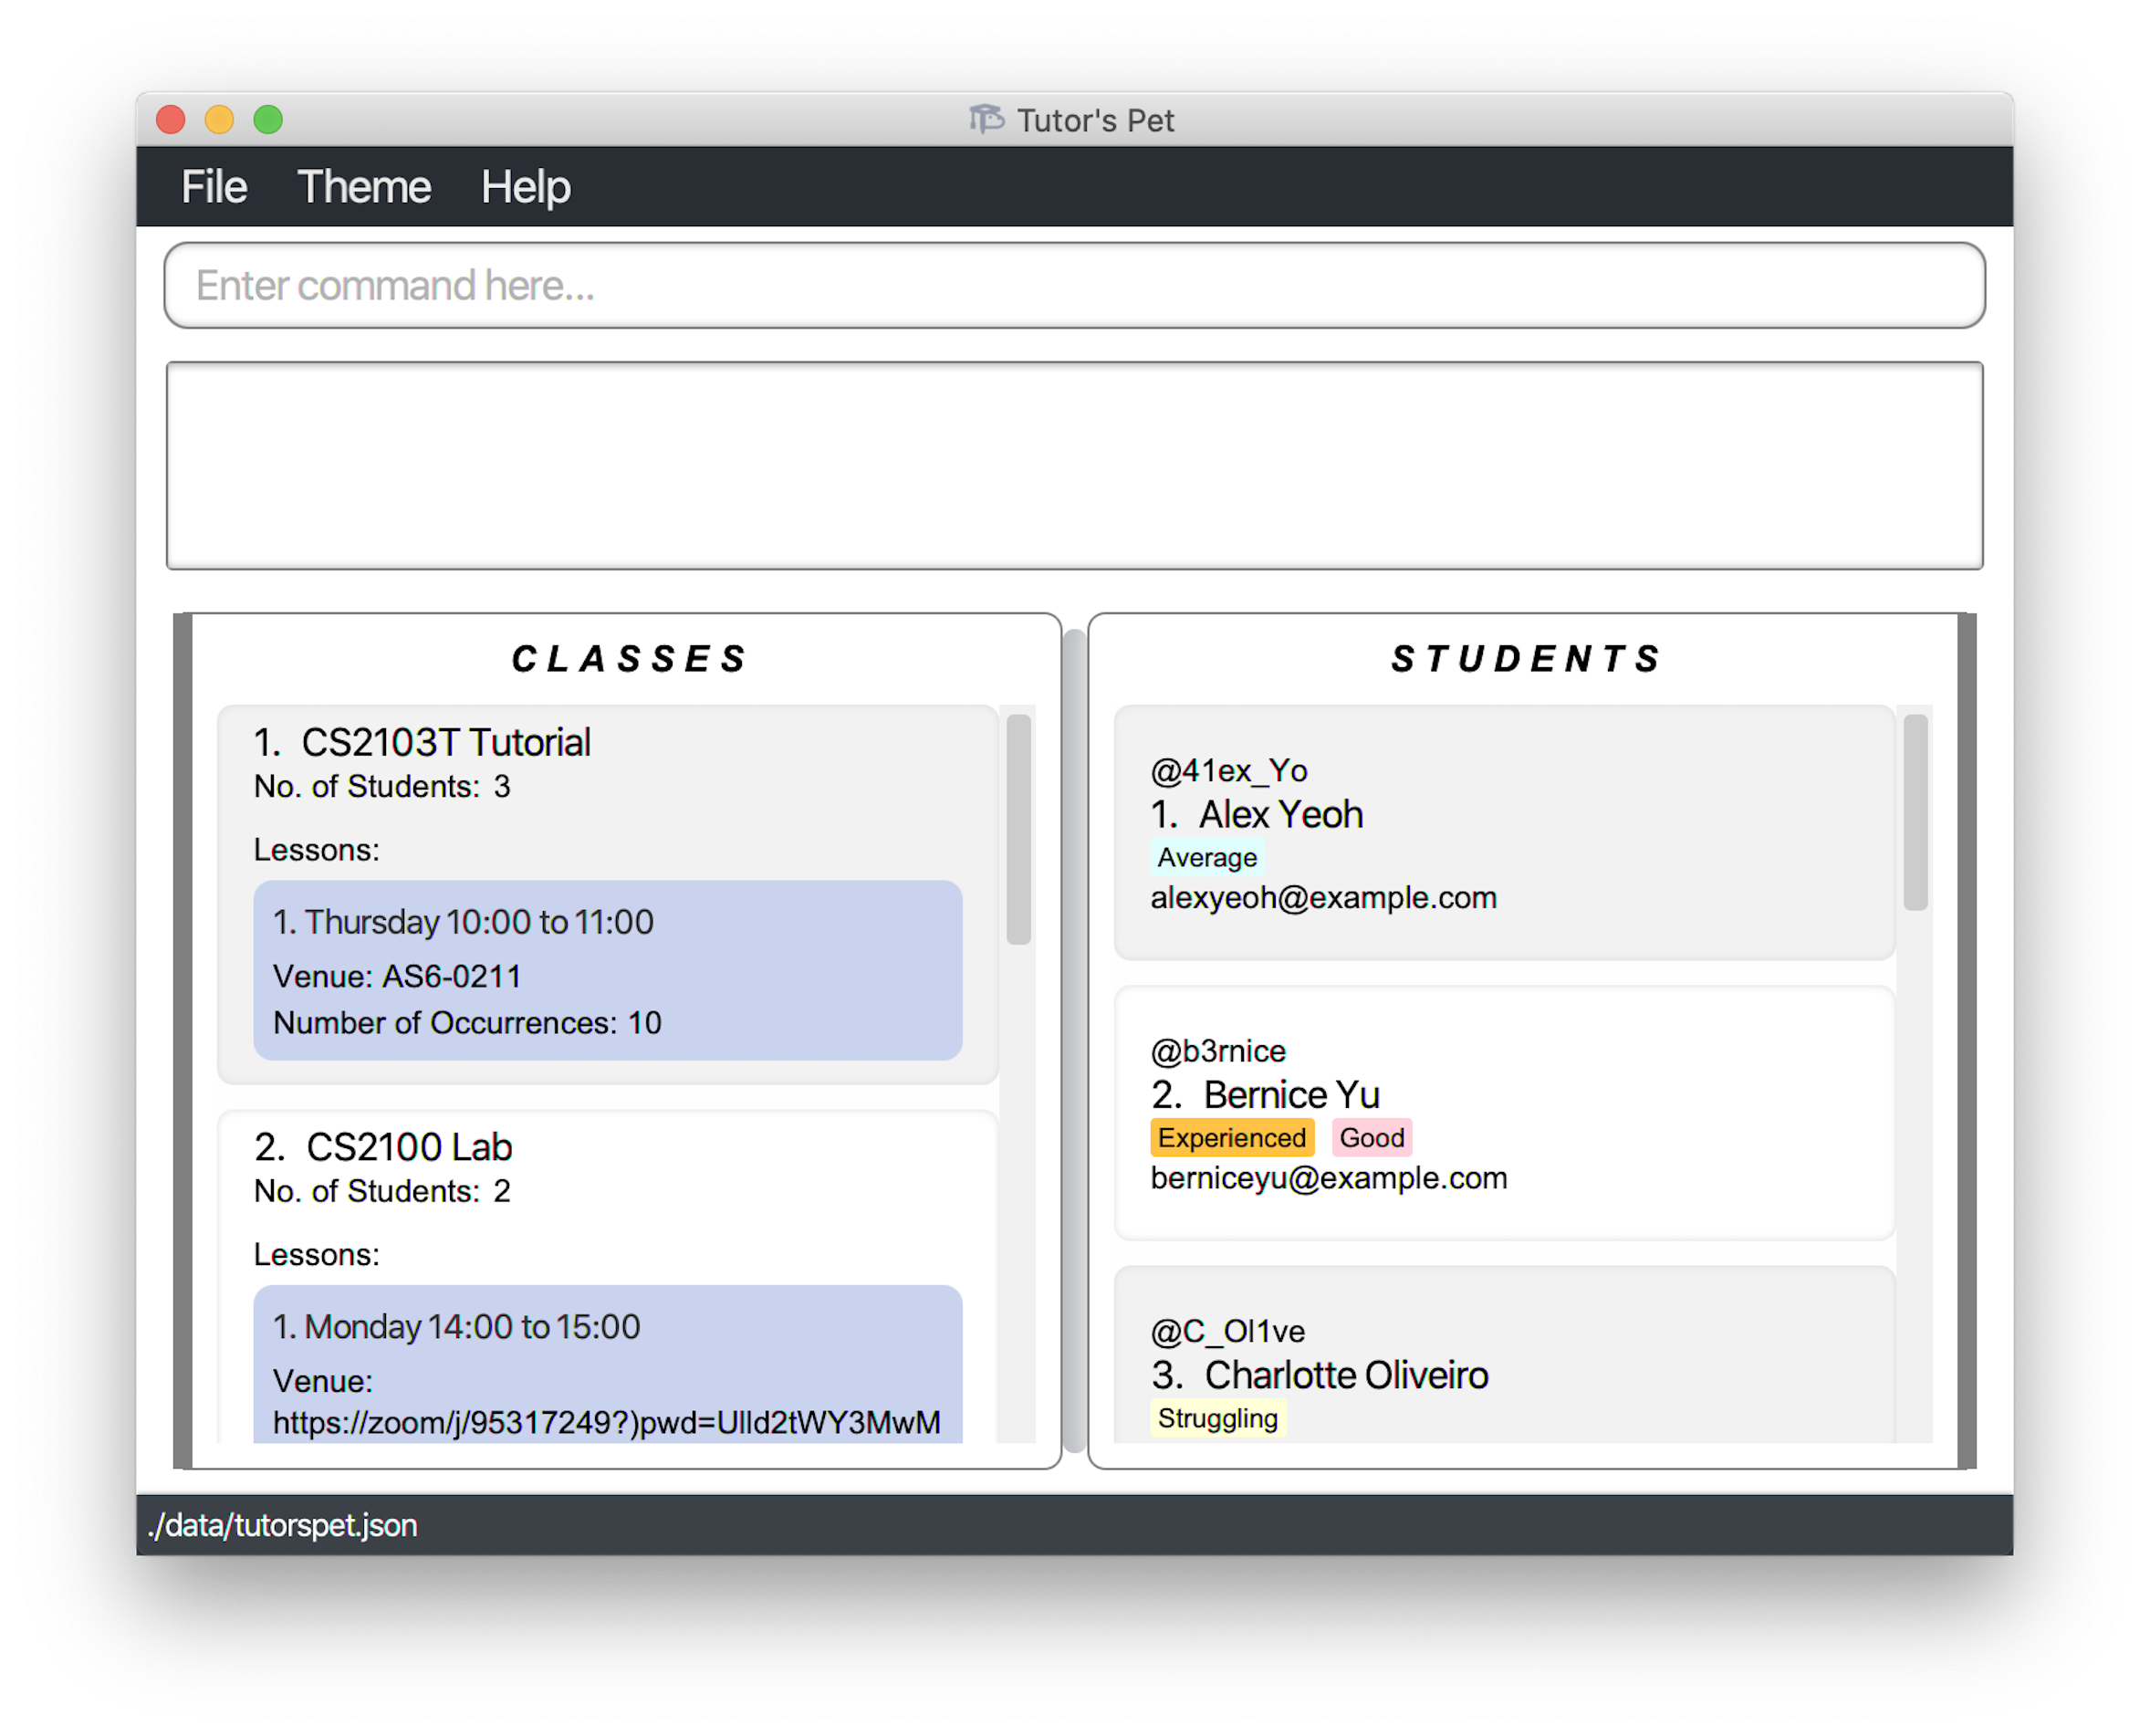 Tutor's Pet
File Theme Help
Enter command here...
CLASSES
1. CS2103T Tutorial
No. of Students: 3
Lessons:
1. Thursday 10:00 to 11:00
Venue: AS6-0211
Number of Occurrences: 10
2. CS2100 Lab
No. of Students: 2
Lessons:
1. Monday 14:00 to 15:00
Venue:
https://zoom/j/95317249?)pwd=Ulld2tWY3MwM
STUDENTS
@41ex_Yo
1. Alex Yeoh
Average
alexyeoh@example.com
@b3rnice
2. Bernice Yu
Experienced Good
berniceyu@example.com
@C_Ol1ve
3. Charlotte Oliveiro
Struggling
./data/tutorspet.json